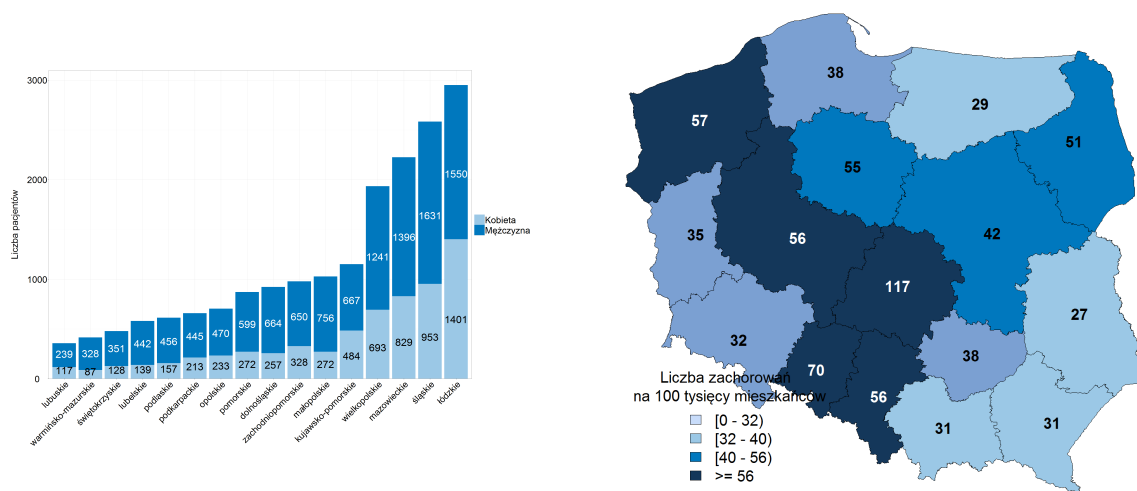 3000
2000
1000
0
Liczba pacjentów
239 328 351 442 456 445 470 599 664 650 756 667 1241 1396 1631 1550
117 87 128 139 157 213 233 272 257 328 272 484 693 829 953 1401
lubuskie
warmińsko-mazurskie
świętokrzyskie
lubelskie
podlaskie
podkarpackie
opolskie
pomorskie
dolnośląskie
zachodniopomorskie
małopolskie
kujawsko-pomorskie
wielkopolskie
mazowieckie
śląskie
łódzkie
Kobieta
Mężczyzna
38
29
57
51
55
35
56
42
117
27
32
38
70
56
31
31
Liczba zachorowań
na 100 tysięcy mieszkańców
[0 - 32)
[32 - 40)
[40 - 56)
>= 56